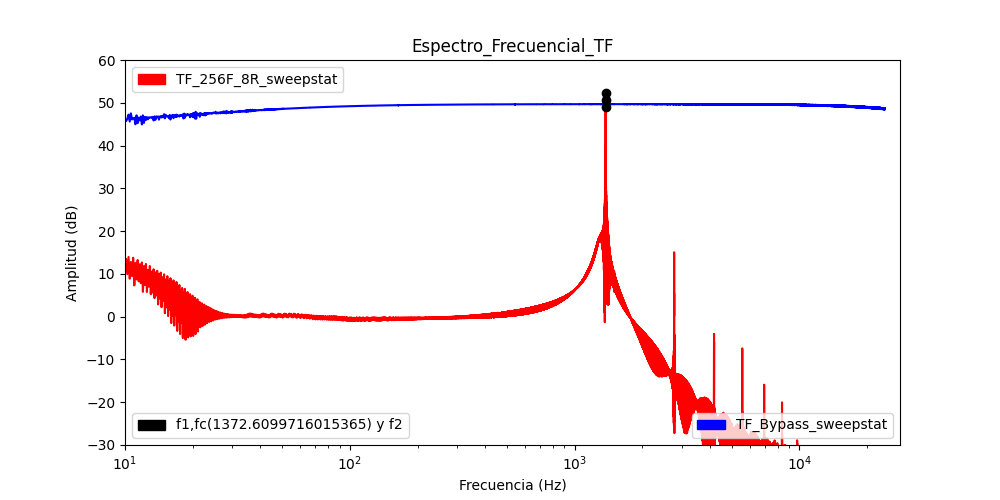 Espectro_Frecuencial_TF
TF_256F_8R_sweepstat
60
50
40
30
20
10
0
−10
−20
−30
Amplitud (dB)
f1,fc(1372.6099716015365) y f2
TF_Bypass_sweepstat
10^1
10^2
10^3
10^4
Frecuencia (Hz)